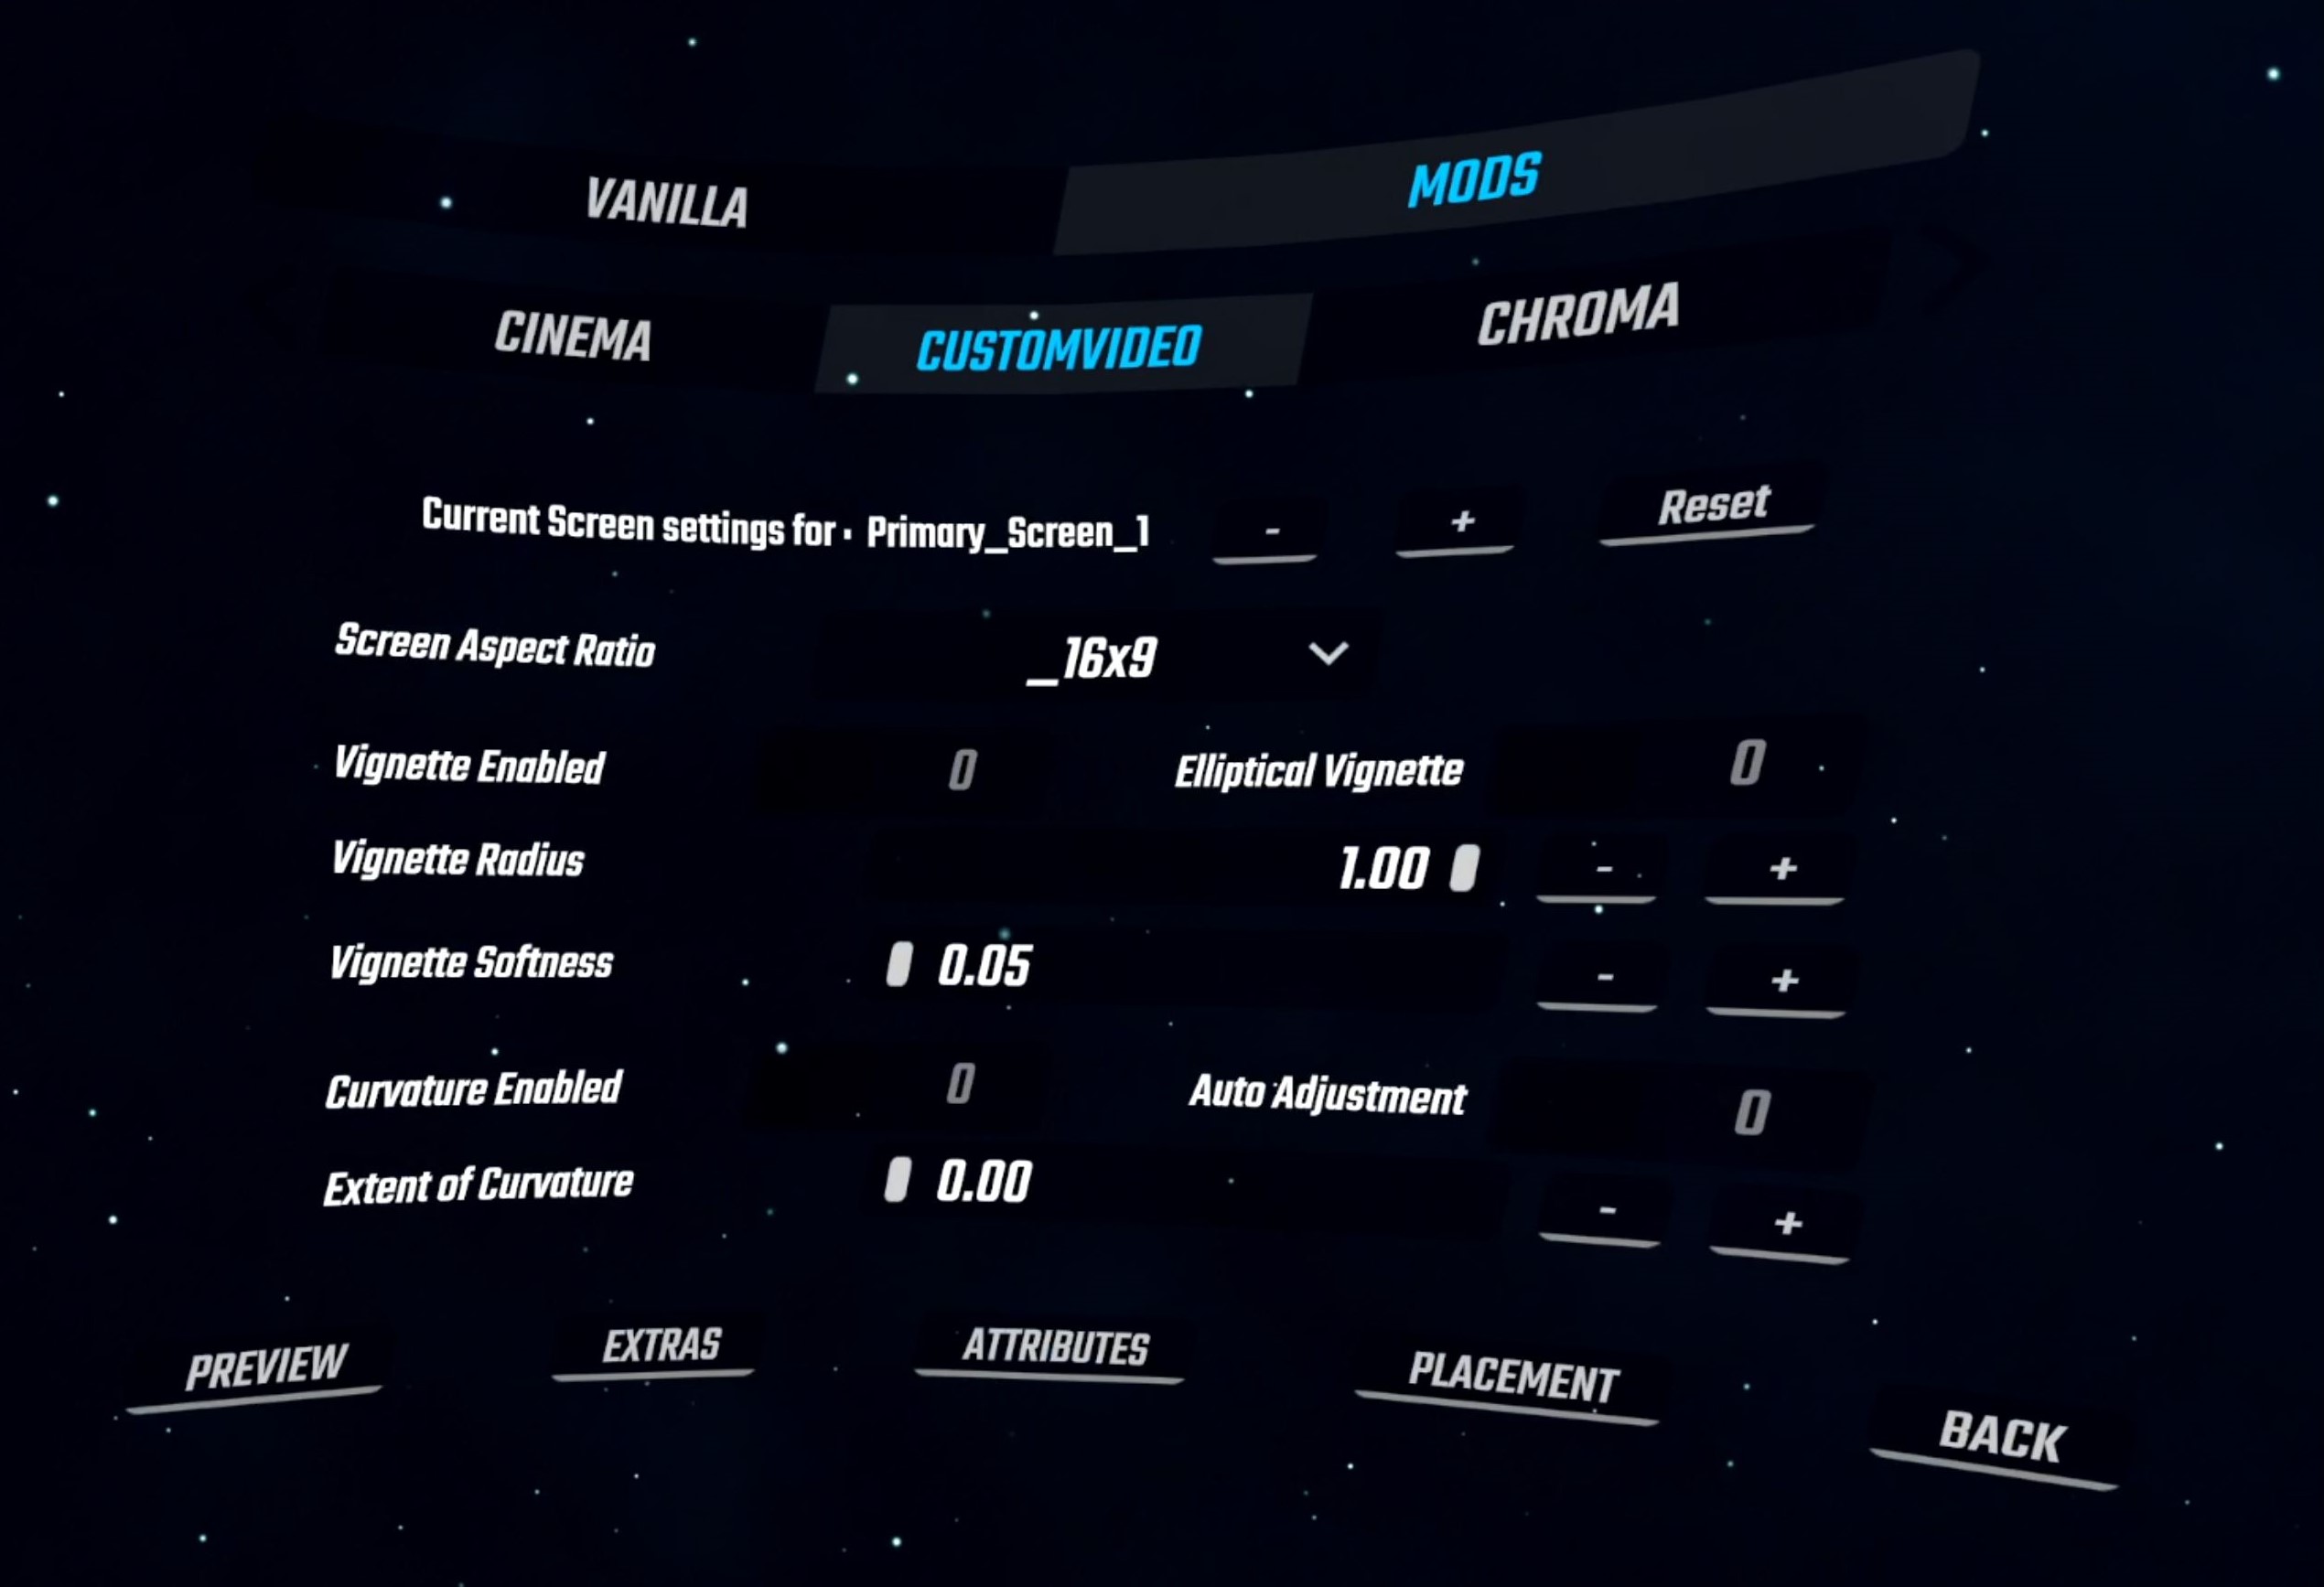 VANILLA MODS
CINEMA CUSTOMVIDEO CHROMA
Current Screen settings for : Primary_Screen_1 - + Reset
Screen Aspect Ratio _16x9
Vignette Enabled 0 Elliptical Vignette 0
Vignette Radius 1.00 - +
Vignette Softness 0.05 - +
Curvature Enabled 0 Auto Adjustment 0
Extent of Curvature 0.00 - +
PREVIEW EXTRAS ATTRIBUTES PLACEMENT BACK